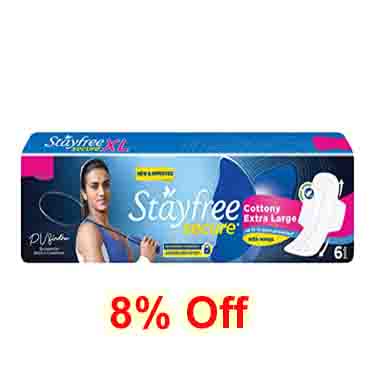 Stayfree
secure XL
NEW & IMPROVED
Stayfree
secure
Cottony
Extra Large
with wings
6
8% Off